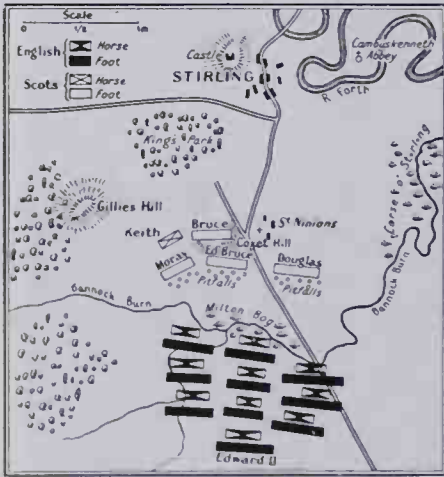 Scale
0 1/2 1m
English Horse
Foot
Scots Horse
Foot
Castle
STIRLING
Cambuskenneth
Abbey
R. Forth
King's Park
Carse of Stirling
Gillies Hill
Bruce
St Ninians
Keith
Coxet Hill
Moray
Ed Bruce
Douglas
Pitfalls
Pitfalls
Bannock Burn
Milton Bog
Bannock Burn
Edward II